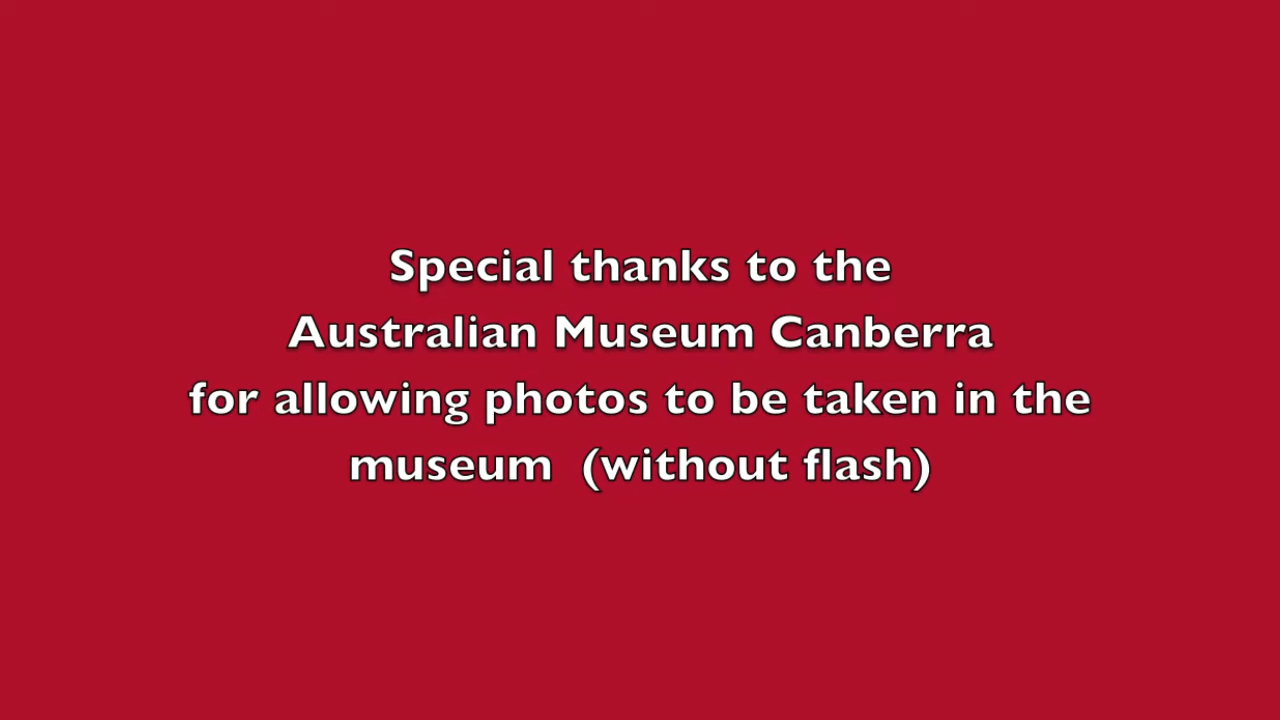 Special thanks to the
Australian Museum Canberra
for allowing photos to be taken in the
museum  (without flash)